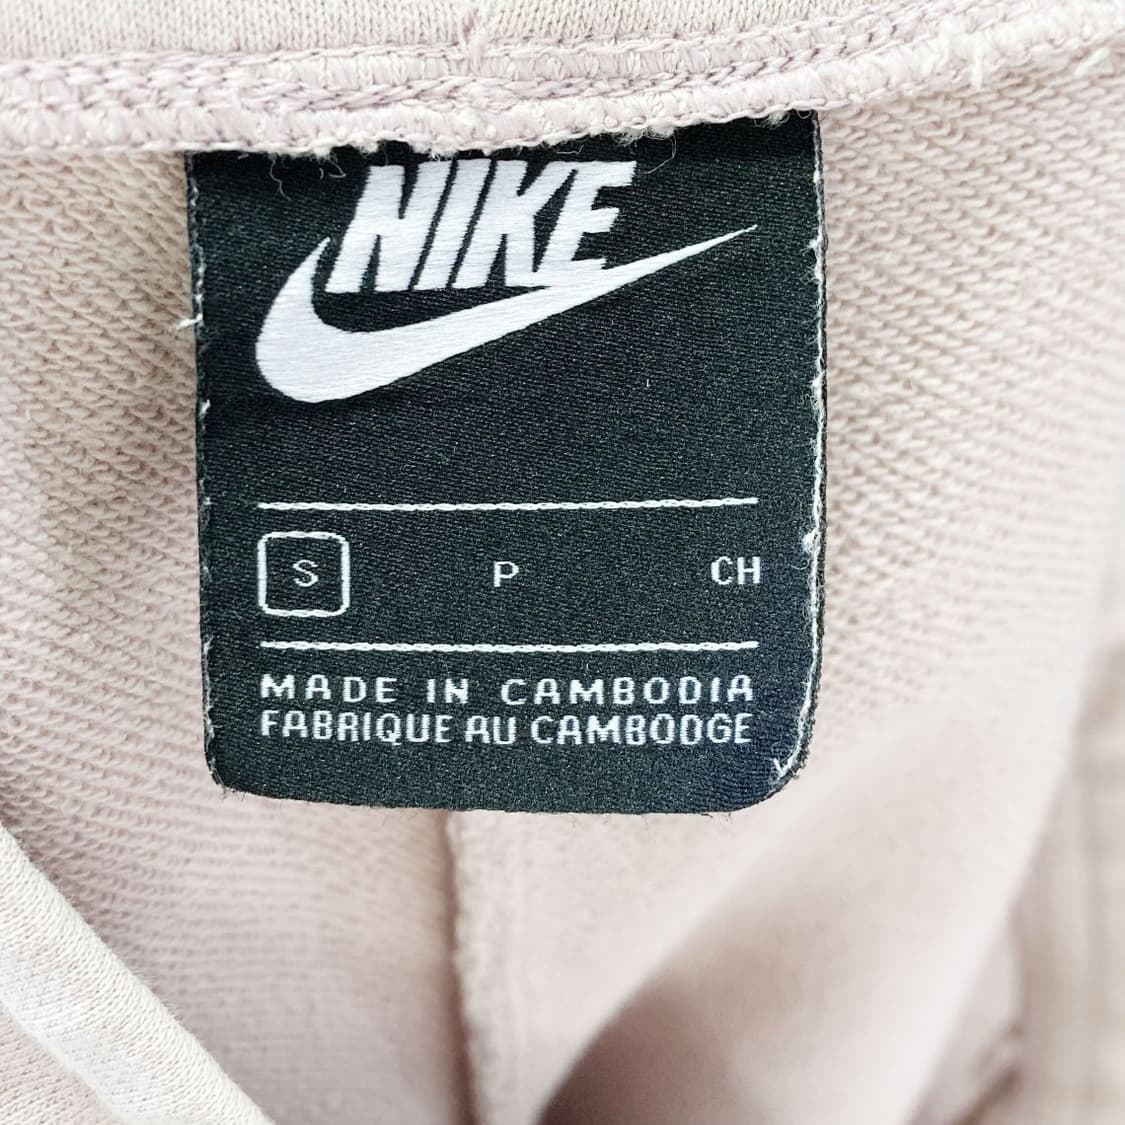 NIKE
S P CH
MADE IN CAMBODIA
FABRIQUE AU CAMBODGE